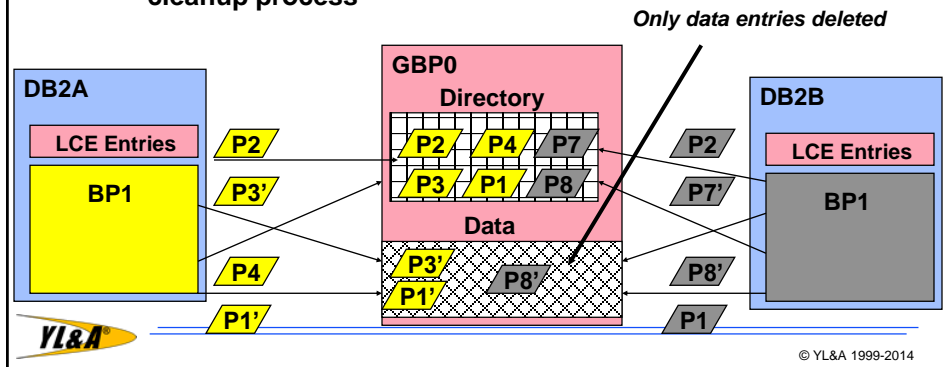 cleanup process
Only data entries deleted
DB2A
LCE Entries
BP1
P2
P3’
P4
P1’
GBP0
Directory
P2 P4 P7
P3 P1 P8
Data
P3’
P8’
P1’
P2
P7’
P8’
P1
DB2B
LCE Entries
BP1
YL&A®
© YL&A 1999-2014